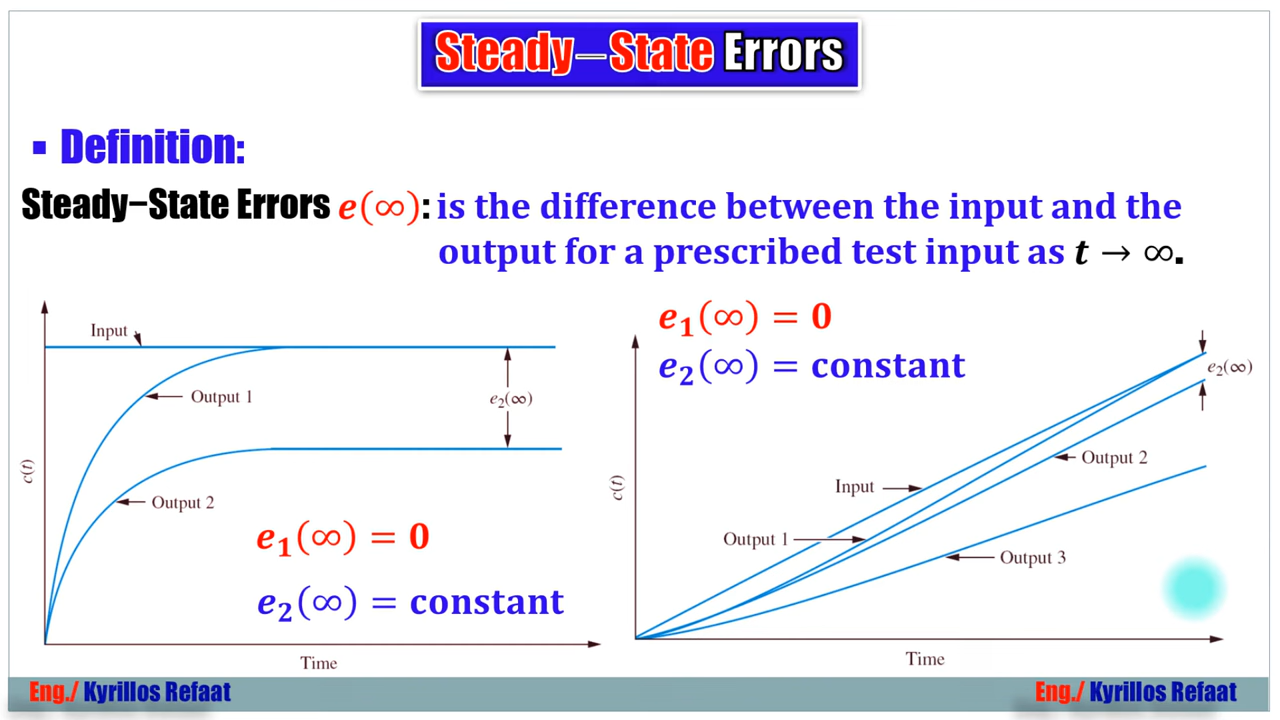 Steady–State Errors
▪ Definition:
Steady–State Errors e(∞): is the difference between the input and the
output for a prescribed test input as t → ∞.
Input
Output 1
e₂(∞)
Output 2
c(t)
e₁(∞) = 0
e₂(∞) = constant
Time
e₁(∞) = 0
e₂(∞) = constant
e₂(∞)
Output 2
Input
c(t)
Output 1
Output 3
Time
Eng./ Kyrillos Refaat
Eng./ Kyrillos Refaat